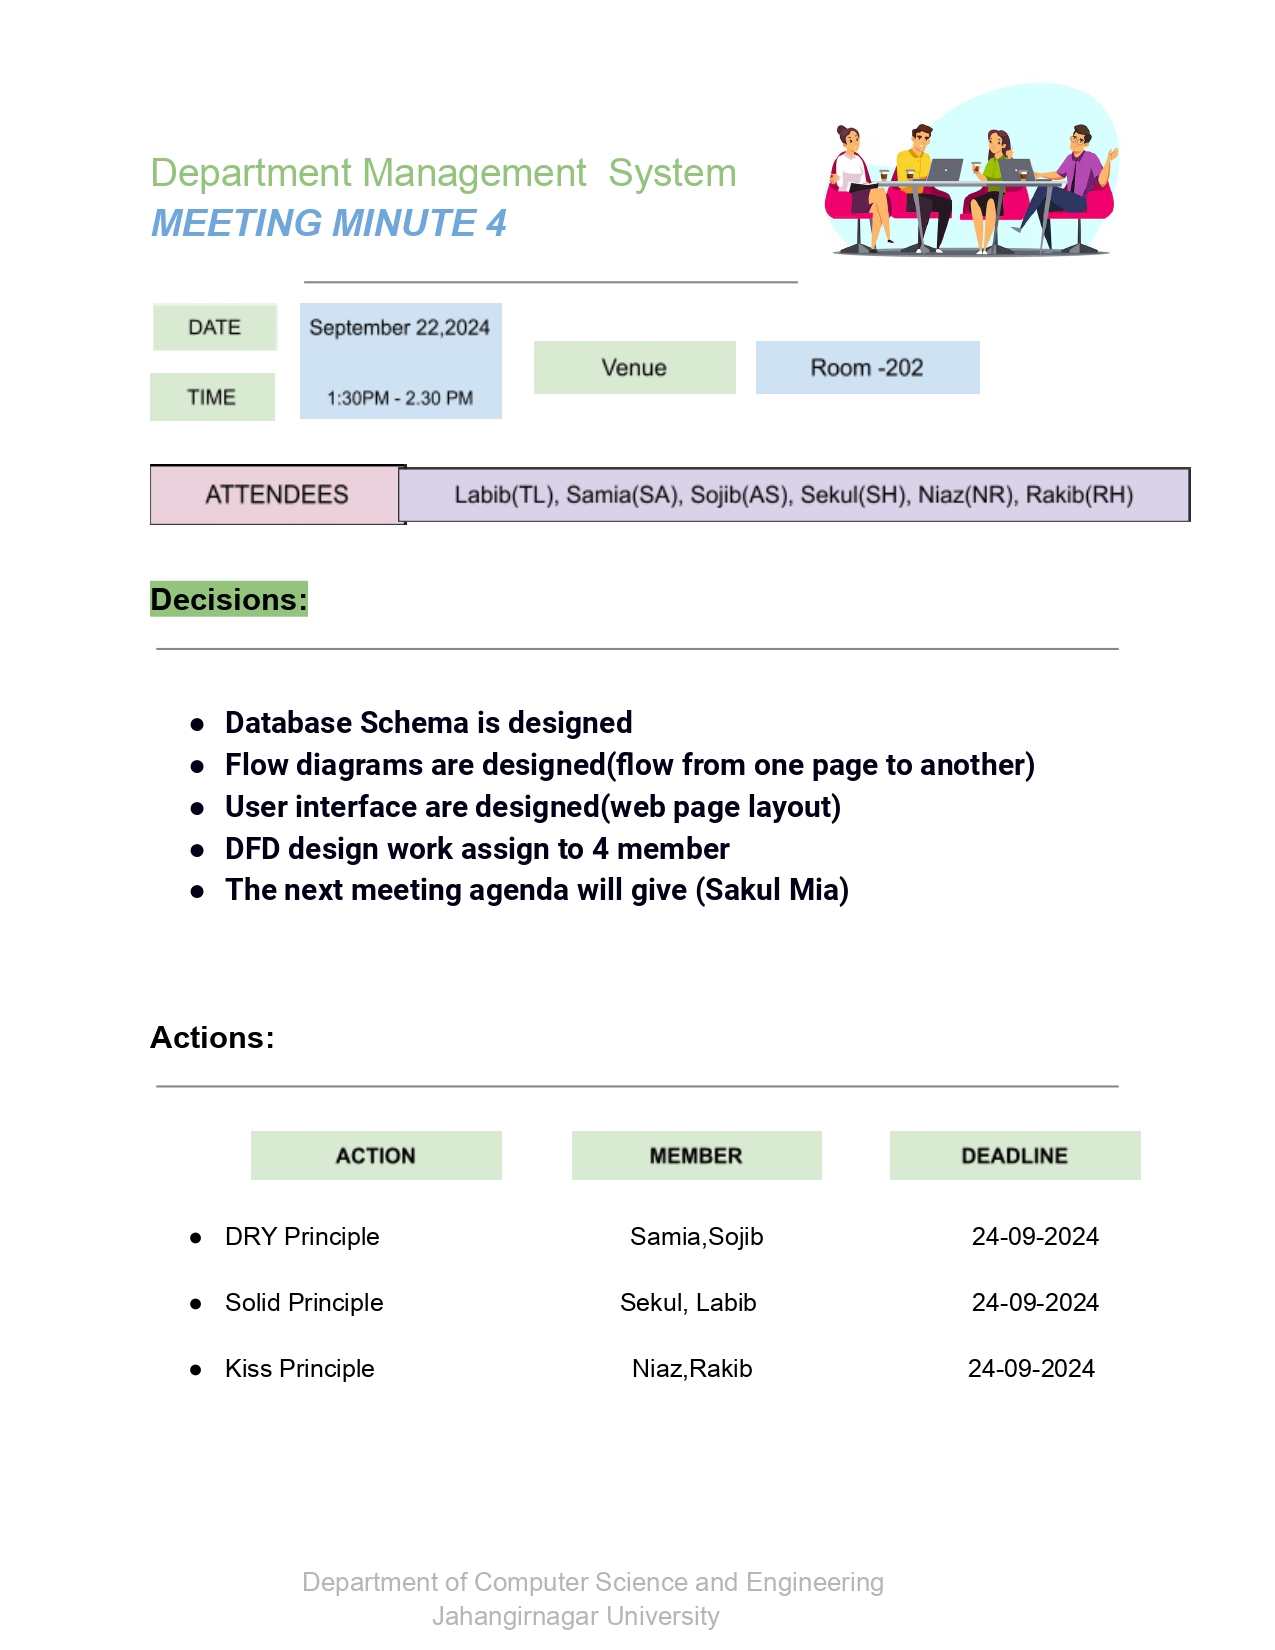 Department Management  System
MEETING MINUTE 4
DATE
September 22,2024
TIME
1:30PM - 2.30 PM
Venue
Room -202
ATTENDEES
Labib(TL), Samia(SA), Sojib(AS), Sekul(SH), Niaz(NR), Rakib(RH)
Decisions:
● Database Schema is designed
● Flow diagrams are designed(flow from one page to another)
● User interface are designed(web page layout)
● DFD design work assign to 4 member
● The next meeting agenda will give (Sakul Mia)
Actions:
ACTION MEMBER DEADLINE
● DRY Principle Samia,Sojib 24-09-2024
● Solid Principle Sekul, Labib 24-09-2024
● Kiss Principle Niaz,Rakib 24-09-2024
Department of Computer Science and Engineering
Jahangirnagar University